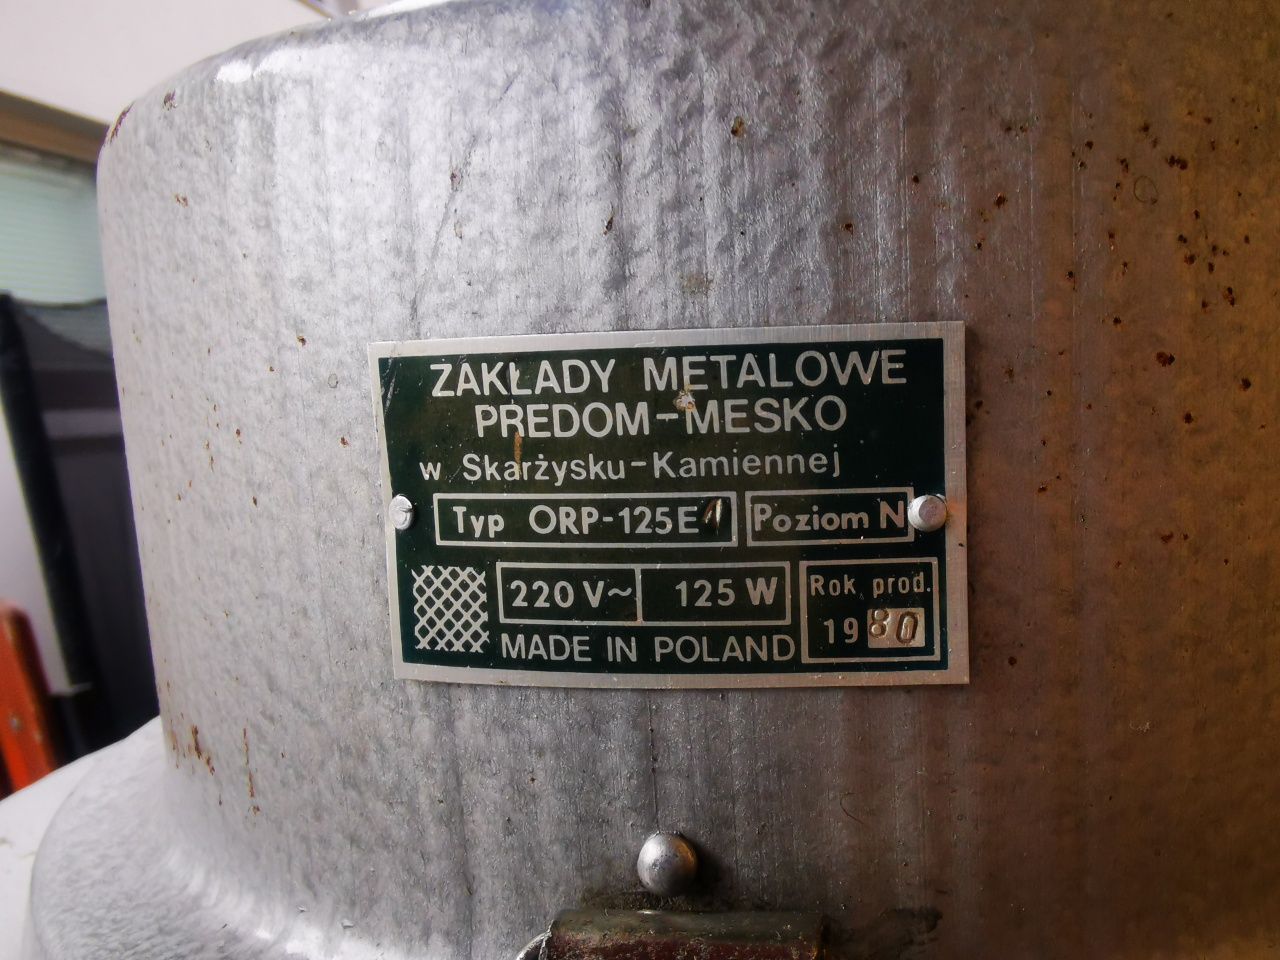 ZAKŁADY METALOWE
PREDOM-MESKO
w Skarżysku-Kamiennej
Typ ORP-125E1 Poziom N
220 V~ 125 W Rok prod.
1980
MADE IN POLAND